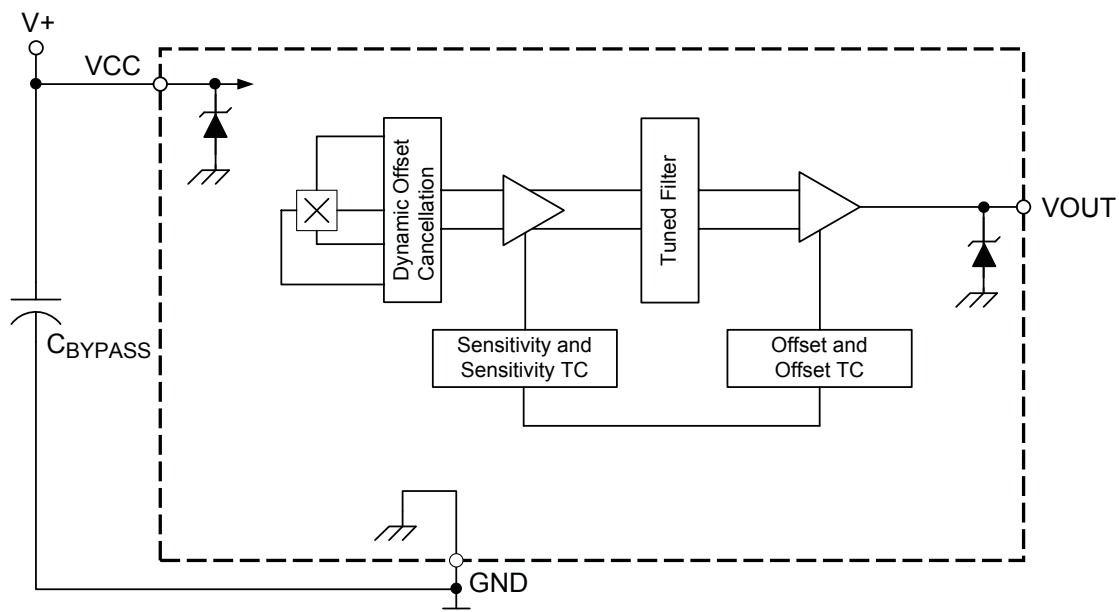 V+
VCC
Dynamic Offset
Cancellation
Tuned Filter
VOUT
CBYPASS
Sensitivity and
Sensitivity TC
Offset and
Offset TC
GND